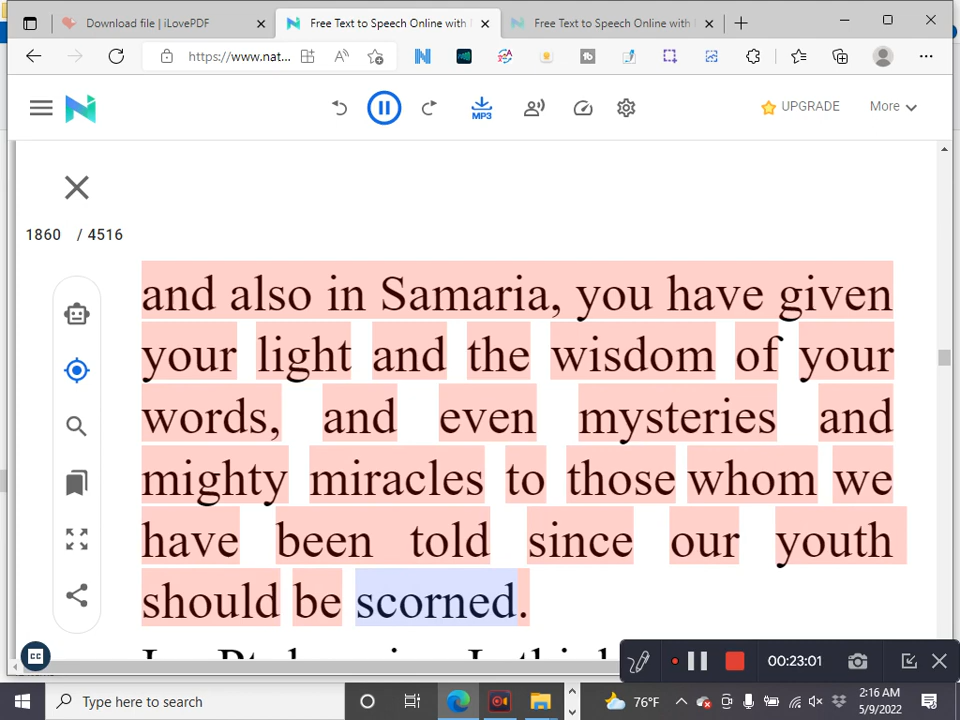 Download file | iLovePDF
Free Text to Speech Online with
Free Text to Speech Online with
https://www.nat...
MP3
UPGRADE
More
1860 / 4516
and also in Samaria, you have given
your light and the wisdom of your
words, and even mysteries and
mighty miracles to those whom we
have been told since our youth
should be scorned.
CC
00:23:01
Type here to search
76°F
2:16 AM
5/9/2022